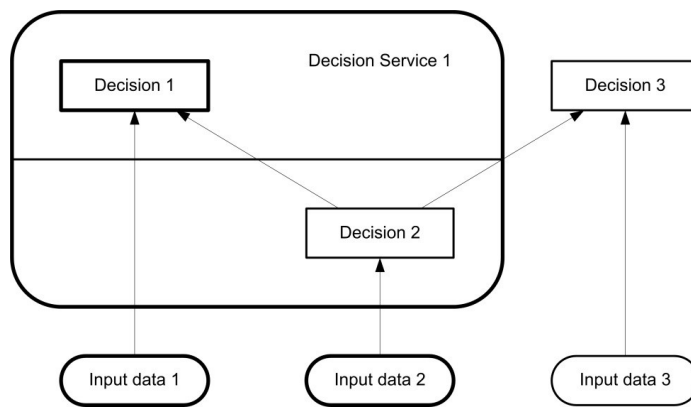 Decision Service 1
Decision 1
Decision 3
Decision 2
Input data 1
Input data 2
Input data 3